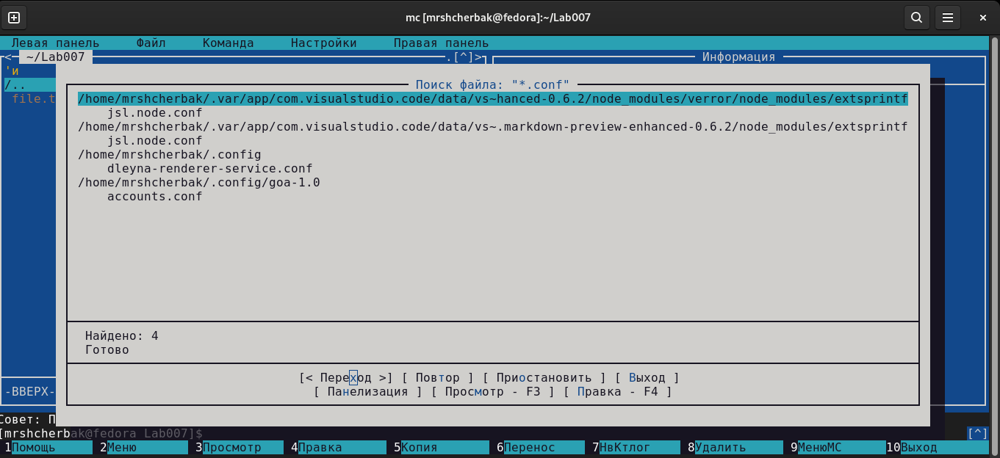 mc [mrshcherbak@fedora]:~/Lab007
Левая панель Файл Команда Настройки Правая панель
<─ ~/Lab007 .[^]> Информация
'и
/..
file.t
Поиск файла: "*.conf"
/home/mrshcherbak/.var/app/com.visualstudio.code/data/vs~hanced-0.6.2/node_modules/verror/node_modules/extsprintf
jsl.node.conf
/home/mrshcherbak/.var/app/com.visualstudio.code/data/vs~.markdown-preview-enhanced-0.6.2/node_modules/extsprintf
jsl.node.conf
/home/mrshcherbak/.config
dleyna-renderer-service.conf
/home/mrshcherbak/.config/goa-1.0
accounts.conf
Найдено: 4
Готово
[< Переход >] [ Повтор ] [ Приостановить ] [ Выход ]
[ Панелизация ] [ Просмотр - F3 ] [ Правка - F4 ]
-ВВЕРХ-
Совет: П
[mrshcherbak@fedora Lab007]$ [^]
1Помощь 2Меню 3Просмотр 4Правка 5Копия 6Перенос 7НвКтлог 8Удалить 9МенюМС 10Выход